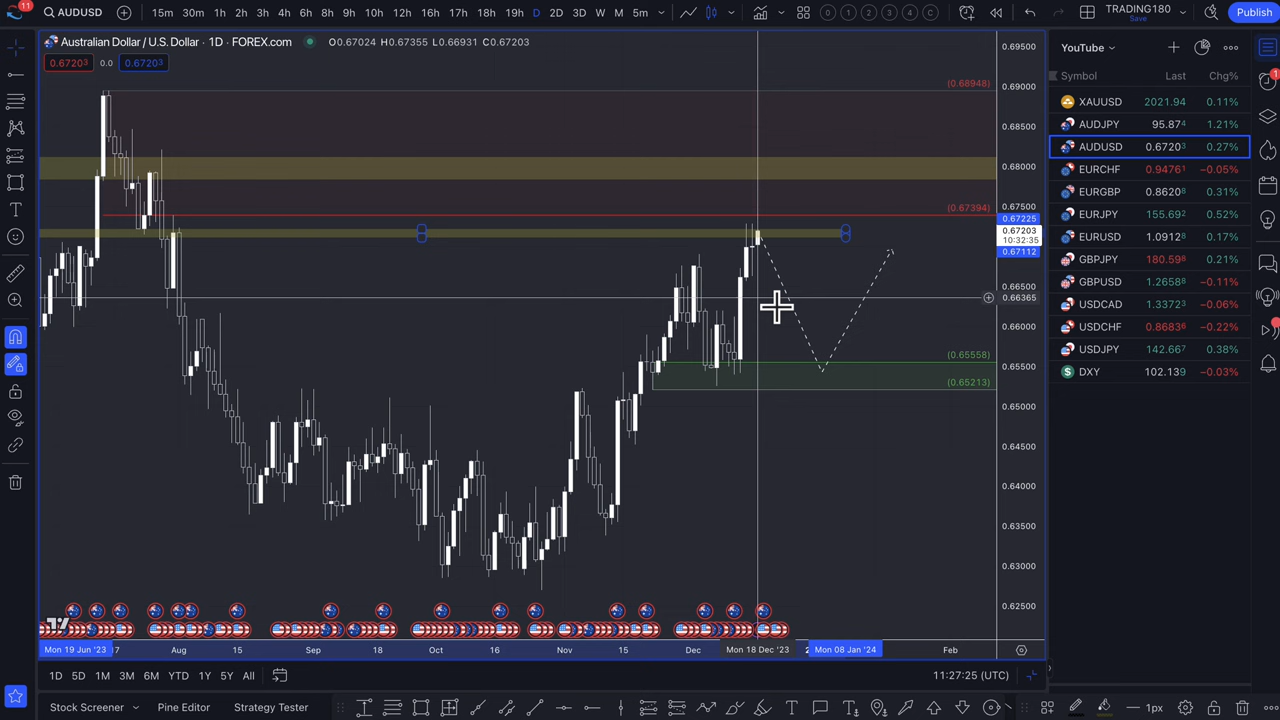 11
AUDUSD
15m 30m 1h 2h 3h 4h 6h 8h 9h 10h 12h 16h 17h 18h 19h D 2D 3D W M 5m
0 1 2 3 4 C
TRADING180
Save
Publish
Australian Dollar / U.S. Dollar · 1D · FOREX.com O0.67024 H0.67355 L0.66931 C0.67203
0.67203 0.0 0.67203
(0.68948)
(0.67394)
(0.65558)
(0.65213)
0.69500
0.69000
0.68500
0.68000
0.67500
0.67225
0.67203
10:32:35
0.67112
0.66500
0.66365
0.66000
0.65500
0.65000
0.64500
0.64000
0.63500
0.63000
0.62500
Mon 19 Jun '23 Aug 15 Sep 18 Oct 16 Nov 15 Dec Mon 18 Dec '23 Mon 08 Jan '24 Feb
1D 5D 1M 3M 6M YTD 1Y 5Y All
11:27:25 (UTC)
Stock Screener Pine Editor Strategy Tester
1px
YouTube
Symbol Last Chg%
XAUUSD 2021.94 0.11%
AUDJPY 95.874 1.21%
AUDUSD 0.67203 0.27%
EURCHF 0.94761 −0.05%
EURGBP 0.86208 0.31%
EURJPY 155.692 0.52%
EURUSD 1.09128 0.17%
GBPJPY 180.598 0.21%
GBPUSD 1.26588 −0.11%
USDCAD 1.33723 −0.06%
USDCHF 0.86836 −0.22%
USDJPY 142.667 0.38%
DXY 102.139 −0.03%
1